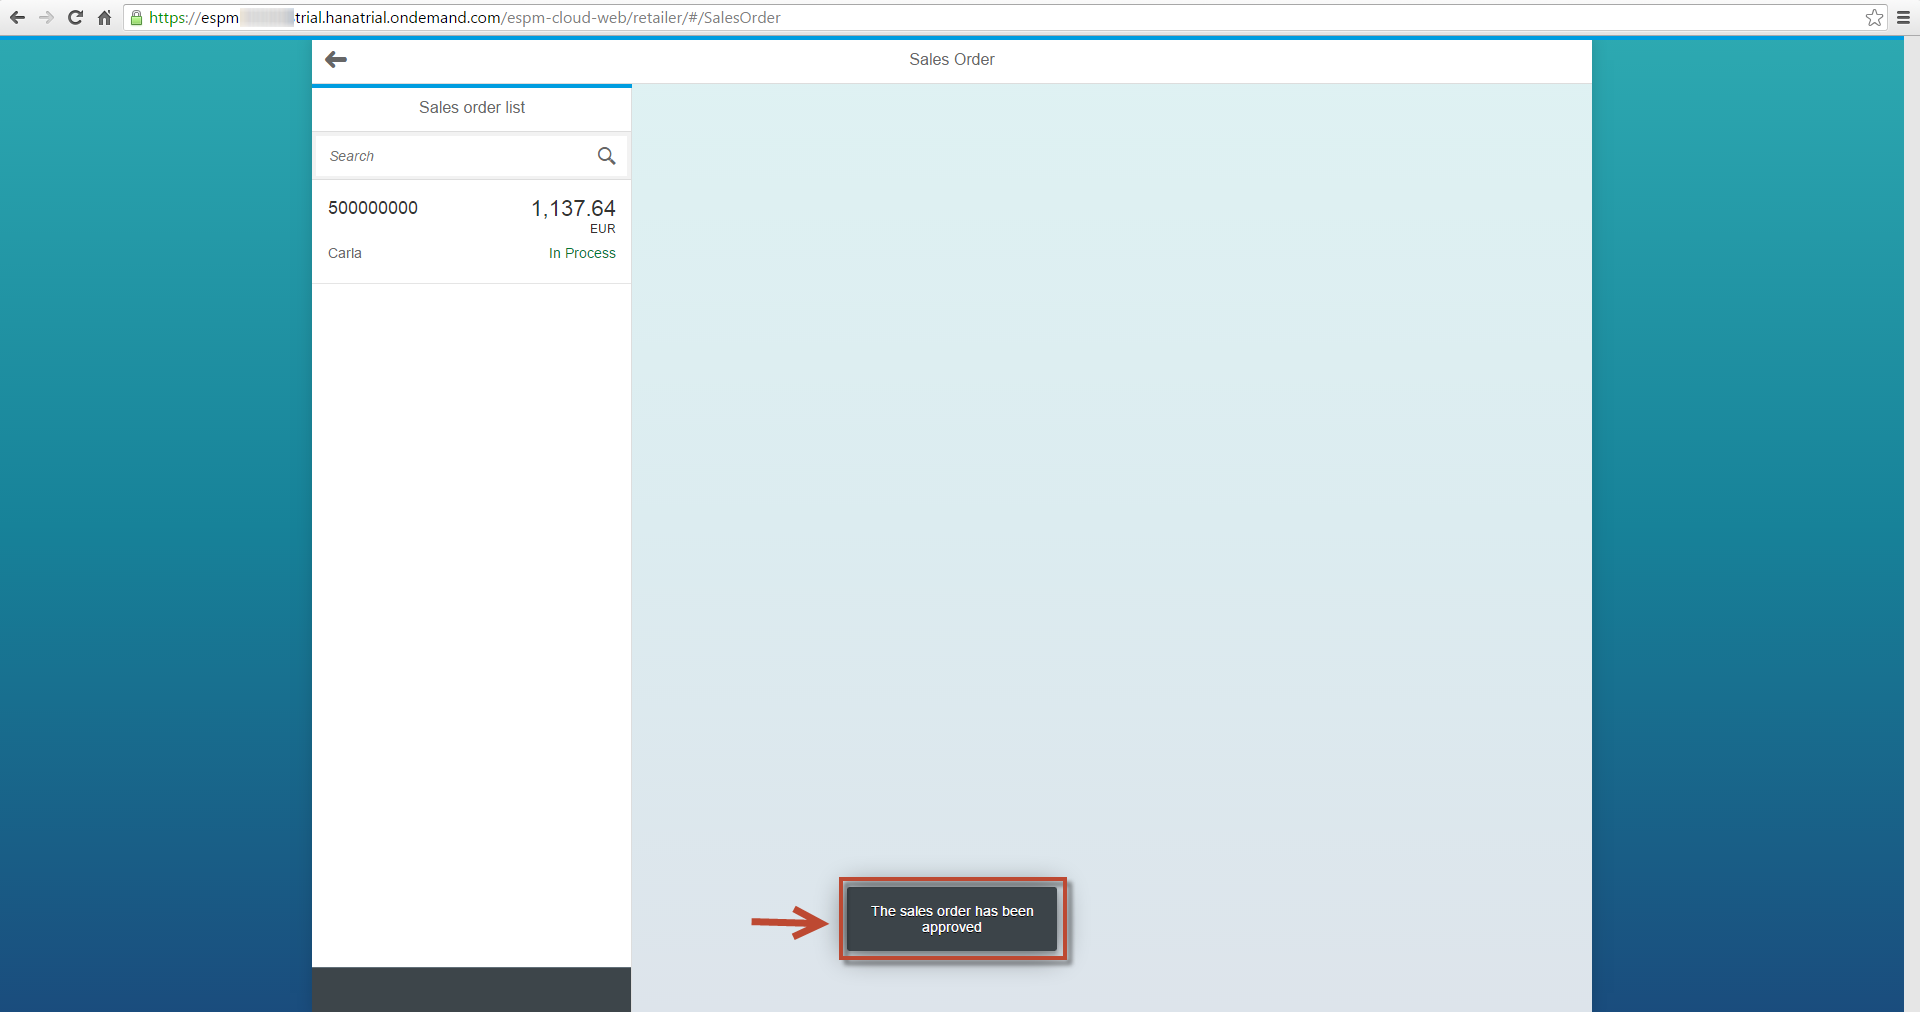 https://espm trial.hanatrial.ondemand.com/espm-cloud-web/retailer/#/SalesOrder
Sales Order
Sales order list
Search
500000000
1,137.64
EUR
Carla
In Process
The sales order has been
approved